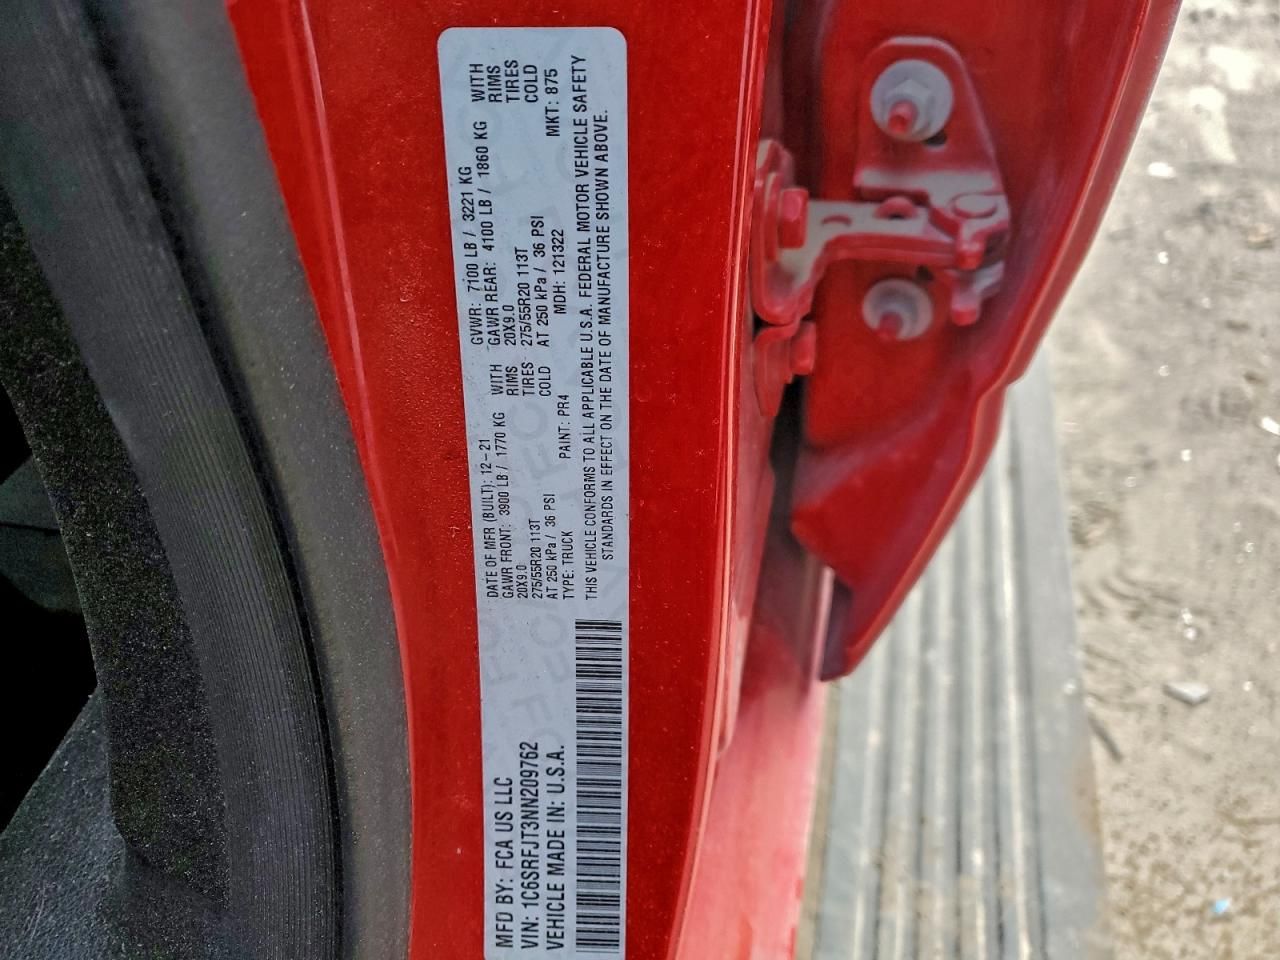 MFD BY: FCA US LLC
VIN: 1C6SRFJT3NN209762
VEHICLE MADE IN: U.S.A.
DATE OF MFR (BUILT): 12-21 GVWR: 7100 LB / 3221 KG
GAWR FRONT: 3900 LB / 1770 KG WITH GAWR REAR: 4100 LB / 1860 KG WITH
20X9.0 RIMS 20X9.0 RIMS
275/55R20 113T TIRES 275/55R20 113T TIRES
AT 250 kPa / 36 PSI COLD AT 250 kPa / 36 PSI COLD
TYPE: TRUCK PAINT: PR4 MDH: 121322 MKT: 875
THIS VEHICLE CONFORMS TO ALL APPLICABLE U.S.A. FEDERAL MOTOR VEHICLE SAFETY
STANDARDS IN EFFECT ON THE DATE OF MANUFACTURE SHOWN ABOVE.